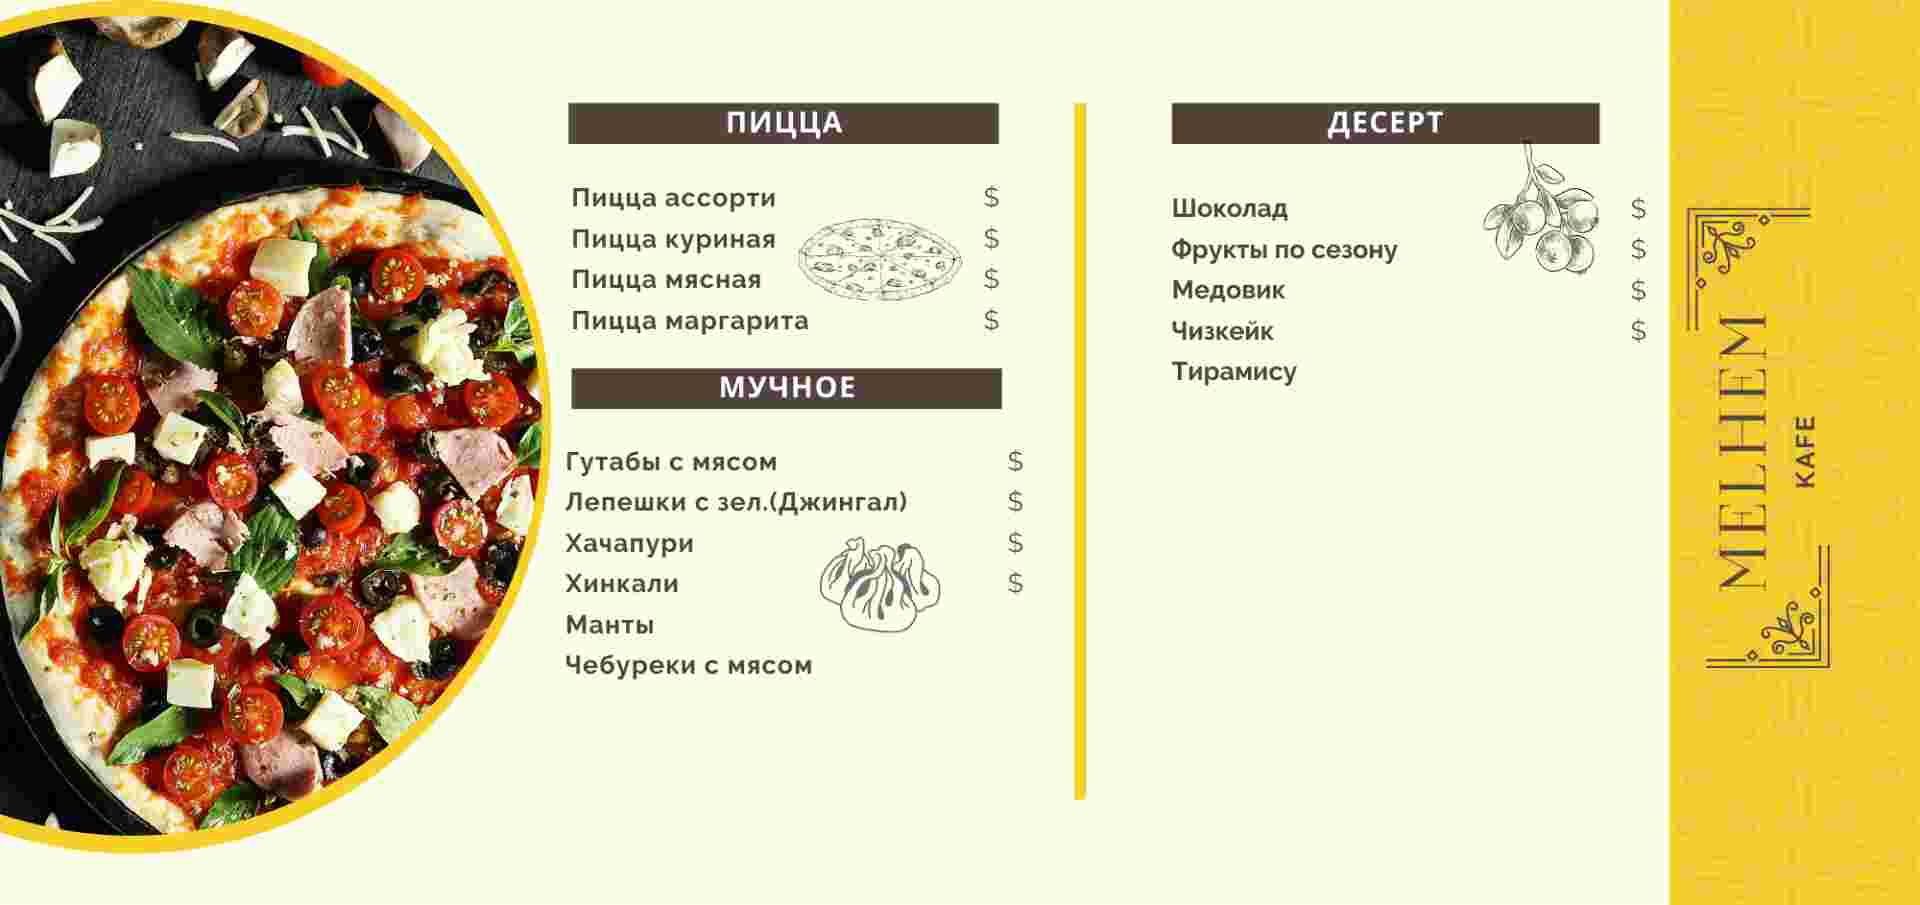 ПИЦЦА
Пицца ассорти $
Пицца куриная $
Пицца мясная $
Пицца маргарита $
МУЧНОЕ
Гутабы с мясом $
Лепешки с зел.(Джингал) $
Хачапури $
Хинкали $
Манты
Чебуреки с мясом
ДЕСЕРТ
Шоколад $
Фрукты по сезону $
Медовик $
Чизкейк $
Тирамису
MELHEM
KAFE